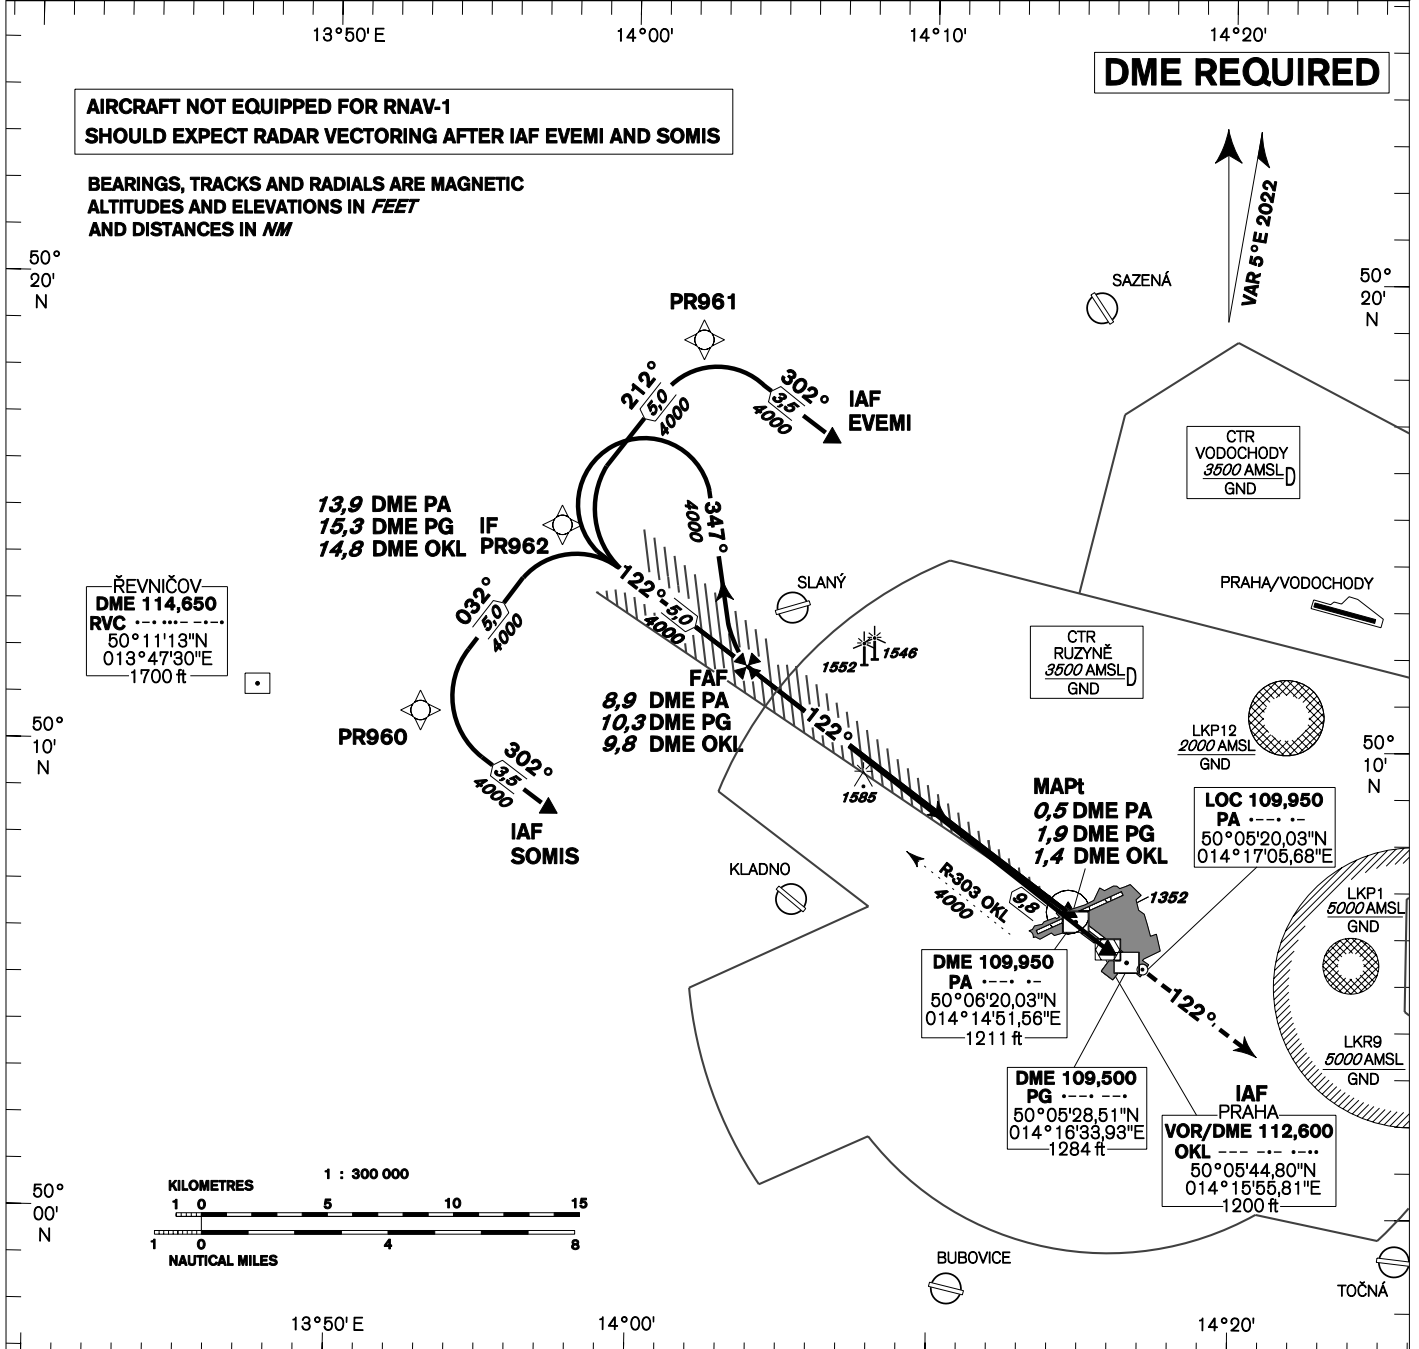 13°50' E
14°00'
14°10'
14°20'
DME REQUIRED
AIRCRAFT NOT EQUIPPED FOR RNAV-1
SHOULD EXPECT RADAR VECTORING AFTER IAF EVEMI AND SOMIS
BEARINGS, TRACKS AND RADIALS ARE MAGNETIC
ALTITUDES AND ELEVATIONS IN FEET
AND DISTANCES IN NM
VAR 5°E 2022
50°
20'
N
50°
20'
N
SAZENÁ
PR961
212°
5,0
4000
302°
3,5
4000
IAF
EVEMI
CTR
VODOCHODY
3500 AMSL
GND
D
13,9 DME PA
15,3 DME PG
14,8 DME OKL
IF
PR962
347°
4000
ŘEVNIČOV
DME 114,650
RVC ·–· ···– –·–·
50°11'13"N
013°47'30"E
1700 ft
032°
5,0
4000
122°-5,0
4000
SLANÝ
PRAHA/VODOCHODY
1552
1546
CTR
RUZYNĚ
3500 AMSL
GND
D
FAF
8,9 DME PA
10,3 DME PG
9,8 DME OKL
122°
PR960
302°
3,5
4000
IAF
SOMIS
50°
10'
N
LKP12
2000 AMSL
GND
50°
10'
N
1585
MAPt
0,5 DME PA
1,9 DME PG
1,4 DME OKL
LOC 109,950
PA ·––· ·–
50°05'20,03"N
014°17'05,68"E
KLADNO
R-303 OKL
4000
9,8
1352
LKP1
5000 AMSL
GND
DME 109,950
PA ·––· ·–
50°06'20,03"N
014°14'51,56"E
1211 ft
122°
LKR9
5000 AMSL
GND
DME 109,500
PG ·––· ––·
50°05'28,51"N
014°16'33,93"E
1284 ft
IAF
PRAHA
VOR/DME 112,600
OKL ––– –·– ·–··
50°05'44,80"N
014°15'55,81"E
1200 ft
1 : 300 000
KILOMETRES
1 0 5 10 15
1 0 4 8
NAUTICAL MILES
50°
00'
N
BUBOVICE
TOČNÁ
13°50' E
14°00'
14°20'